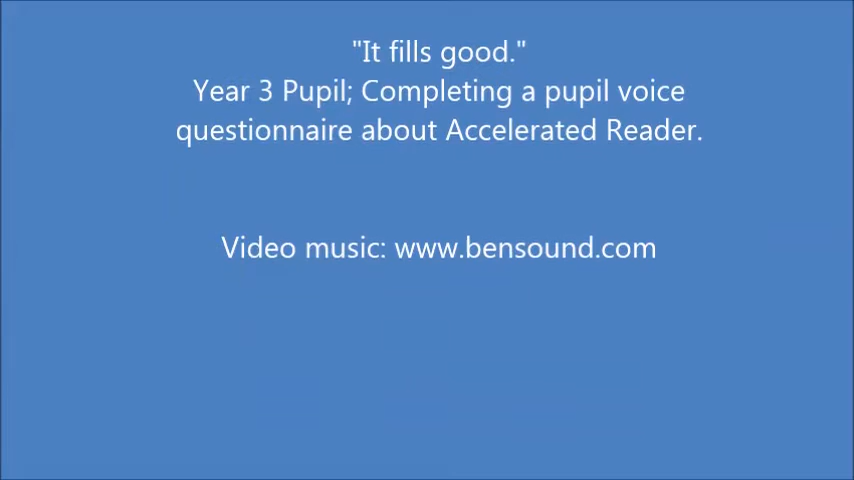 "It fills good."
Year 3 Pupil; Completing a pupil voice
questionnaire about Accelerated Reader.
Video music: www.bensound.com